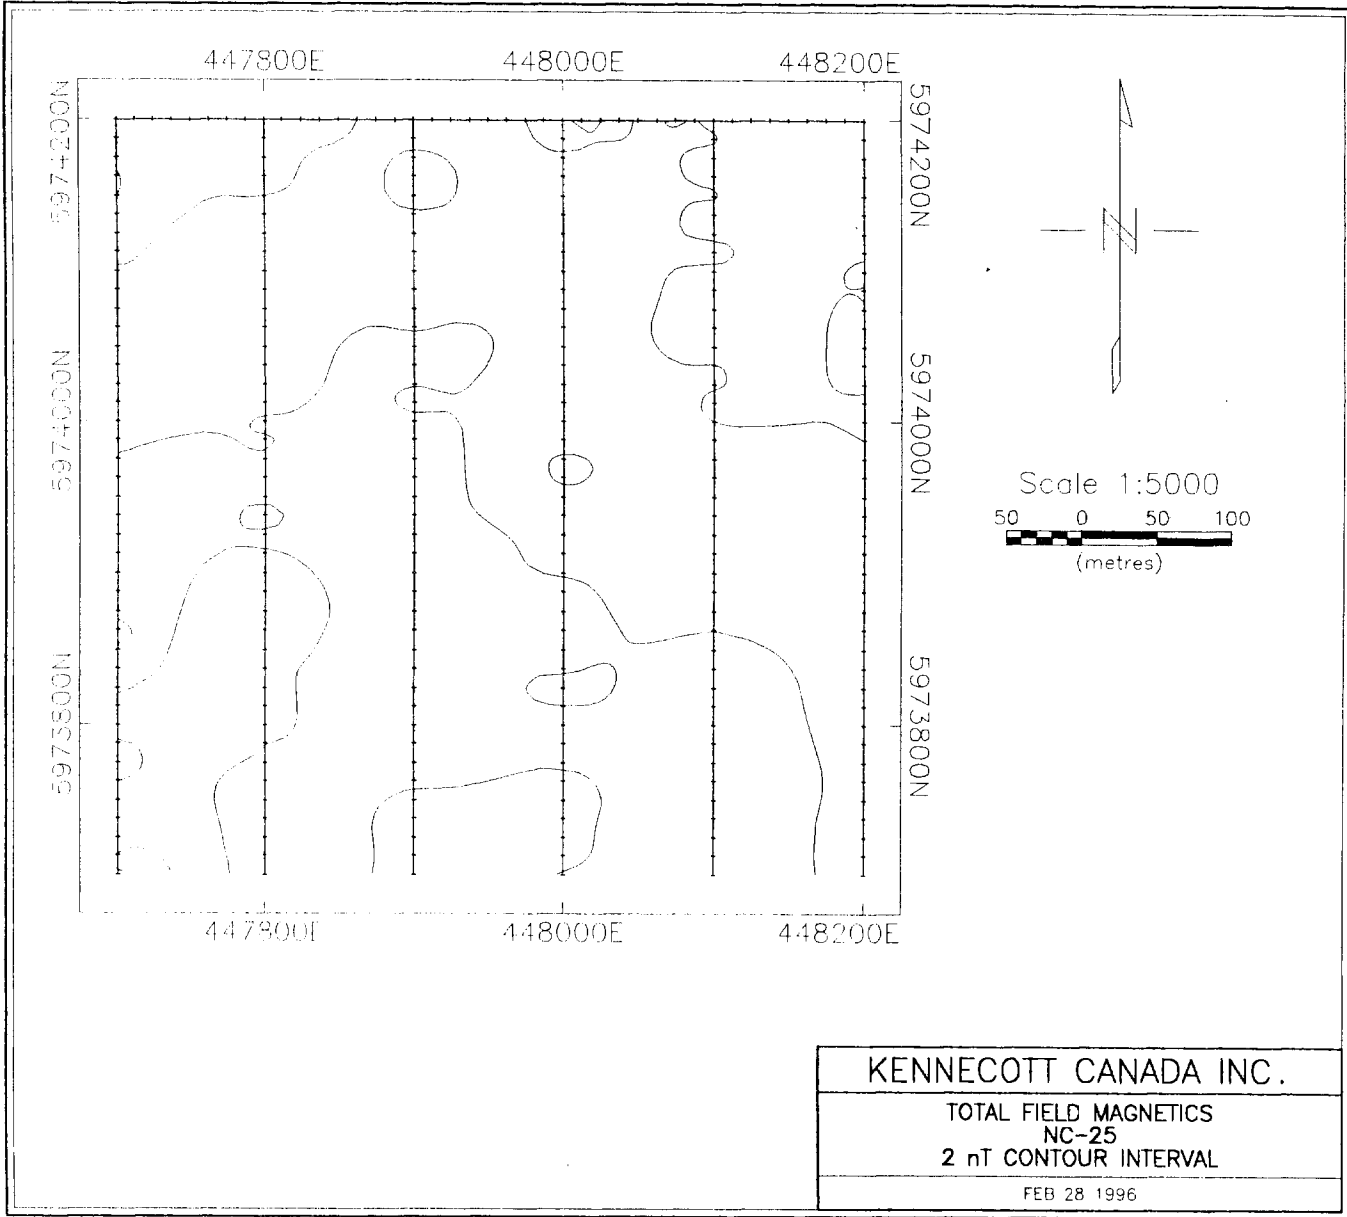 447800E 448000E 448200E
5974200N 5974200N
5974000N 5974000N
5973800N 5973800N
447800E 448000E 448200E
N
Scale 1:5000
50 0 50 100
(metres)
KENNECOTT CANADA INC.
TOTAL FIELD MAGNETICS
NC-25
2 nT CONTOUR INTERVAL
FEB 28 1996